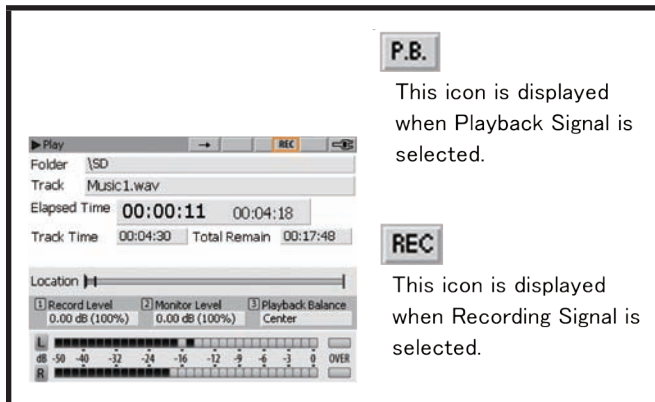 P.B.
This icon is displayed
when Playback Signal is
selected.
▶Play → REC
Folder \SD
Track Music1.wav
Elapsed Time 00:00:11 00:04:18
Track Time 00:04:30 Total Remain 00:17:48
Location
1 Record Level 2 Monitor Level 3 Playback Balance
0.00 dB (100%) 0.00 dB (100%) Center
L
dB -50 -40 -32 -24 -16 -12 -9 -6 -3 0 OVER
R
REC
This icon is displayed
when Recording Signal is
selected.